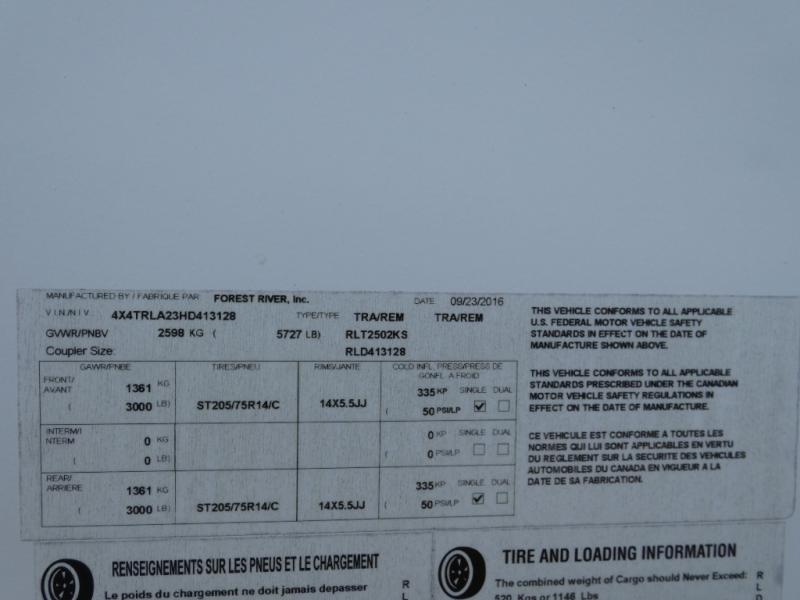 MANUFACTURED BY / FABRIQUE PAR FOREST RIVER, Inc. DATE 09/23/2016
V.I.N./N.I.V. 4X4TRLA23HD413128 TYPE/TYPE TRA/REM TRA/REM
GVWR/PNBV 2598 KG ( 5727 LB) RLT2502KS
Coupler Size: RLD413128
GAWR/PNBE TIRES/PNEU RIMS/JANTE COLD INFL. PRESS/PRESS DE
GONFL. A FROID
FRONT/ 1361 KG 335 KP SINGLE DUAL
AVANT
( 3000 LB) ST205/75R14/C 14X5.5JJ ( 50 PSI/LP
INTERM/I 0 KG 0 KP SINGLE DUAL
NTERM
( 0 LB) ( 0 PSI/LP
REAR/ 1361 KG 335 KP SINGLE DUAL
ARRIERE
( 3000 LB) ST205/75R14/C 14X5.5JJ ( 50 PSI/LP
THIS VEHICLE CONFORMS TO ALL APPLICABLE
U.S. FEDERAL MOTOR VEHICLE SAFETY
STANDARDS IN EFFECT ON THE DATE OF
MANUFACTURE SHOWN ABOVE.
THIS VEHICLE CONFORMS TO ALL APPLICABLE
STANDARDS PRESCRIBED UNDER THE CANADIAN
MOTOR VEHICLE SAFETY REGULATIONS IN
EFFECT ON THE DATE OF MANUFACTURE.
CE VEHICULE EST CONFORME A TOUTES LES
NORMES QUI LUI SONT APPLICABLES EN VERTU
DU REGLEMENT SUR LA SECURITE DES VEHICULES
AUTOMOBILES DU CANADA EN VIGUEUR A LA
DATE DE SA FABRICATION.
RENSEIGNEMENTS SUR LES PNEUS ET LE CHARGEMENT
Le poids du chargement ne doit jamais depasser
R
L
TIRE AND LOADING INFORMATION
The combined weight of Cargo should Never Exceed:
520 Kgs or 1146 Lbs
R
L